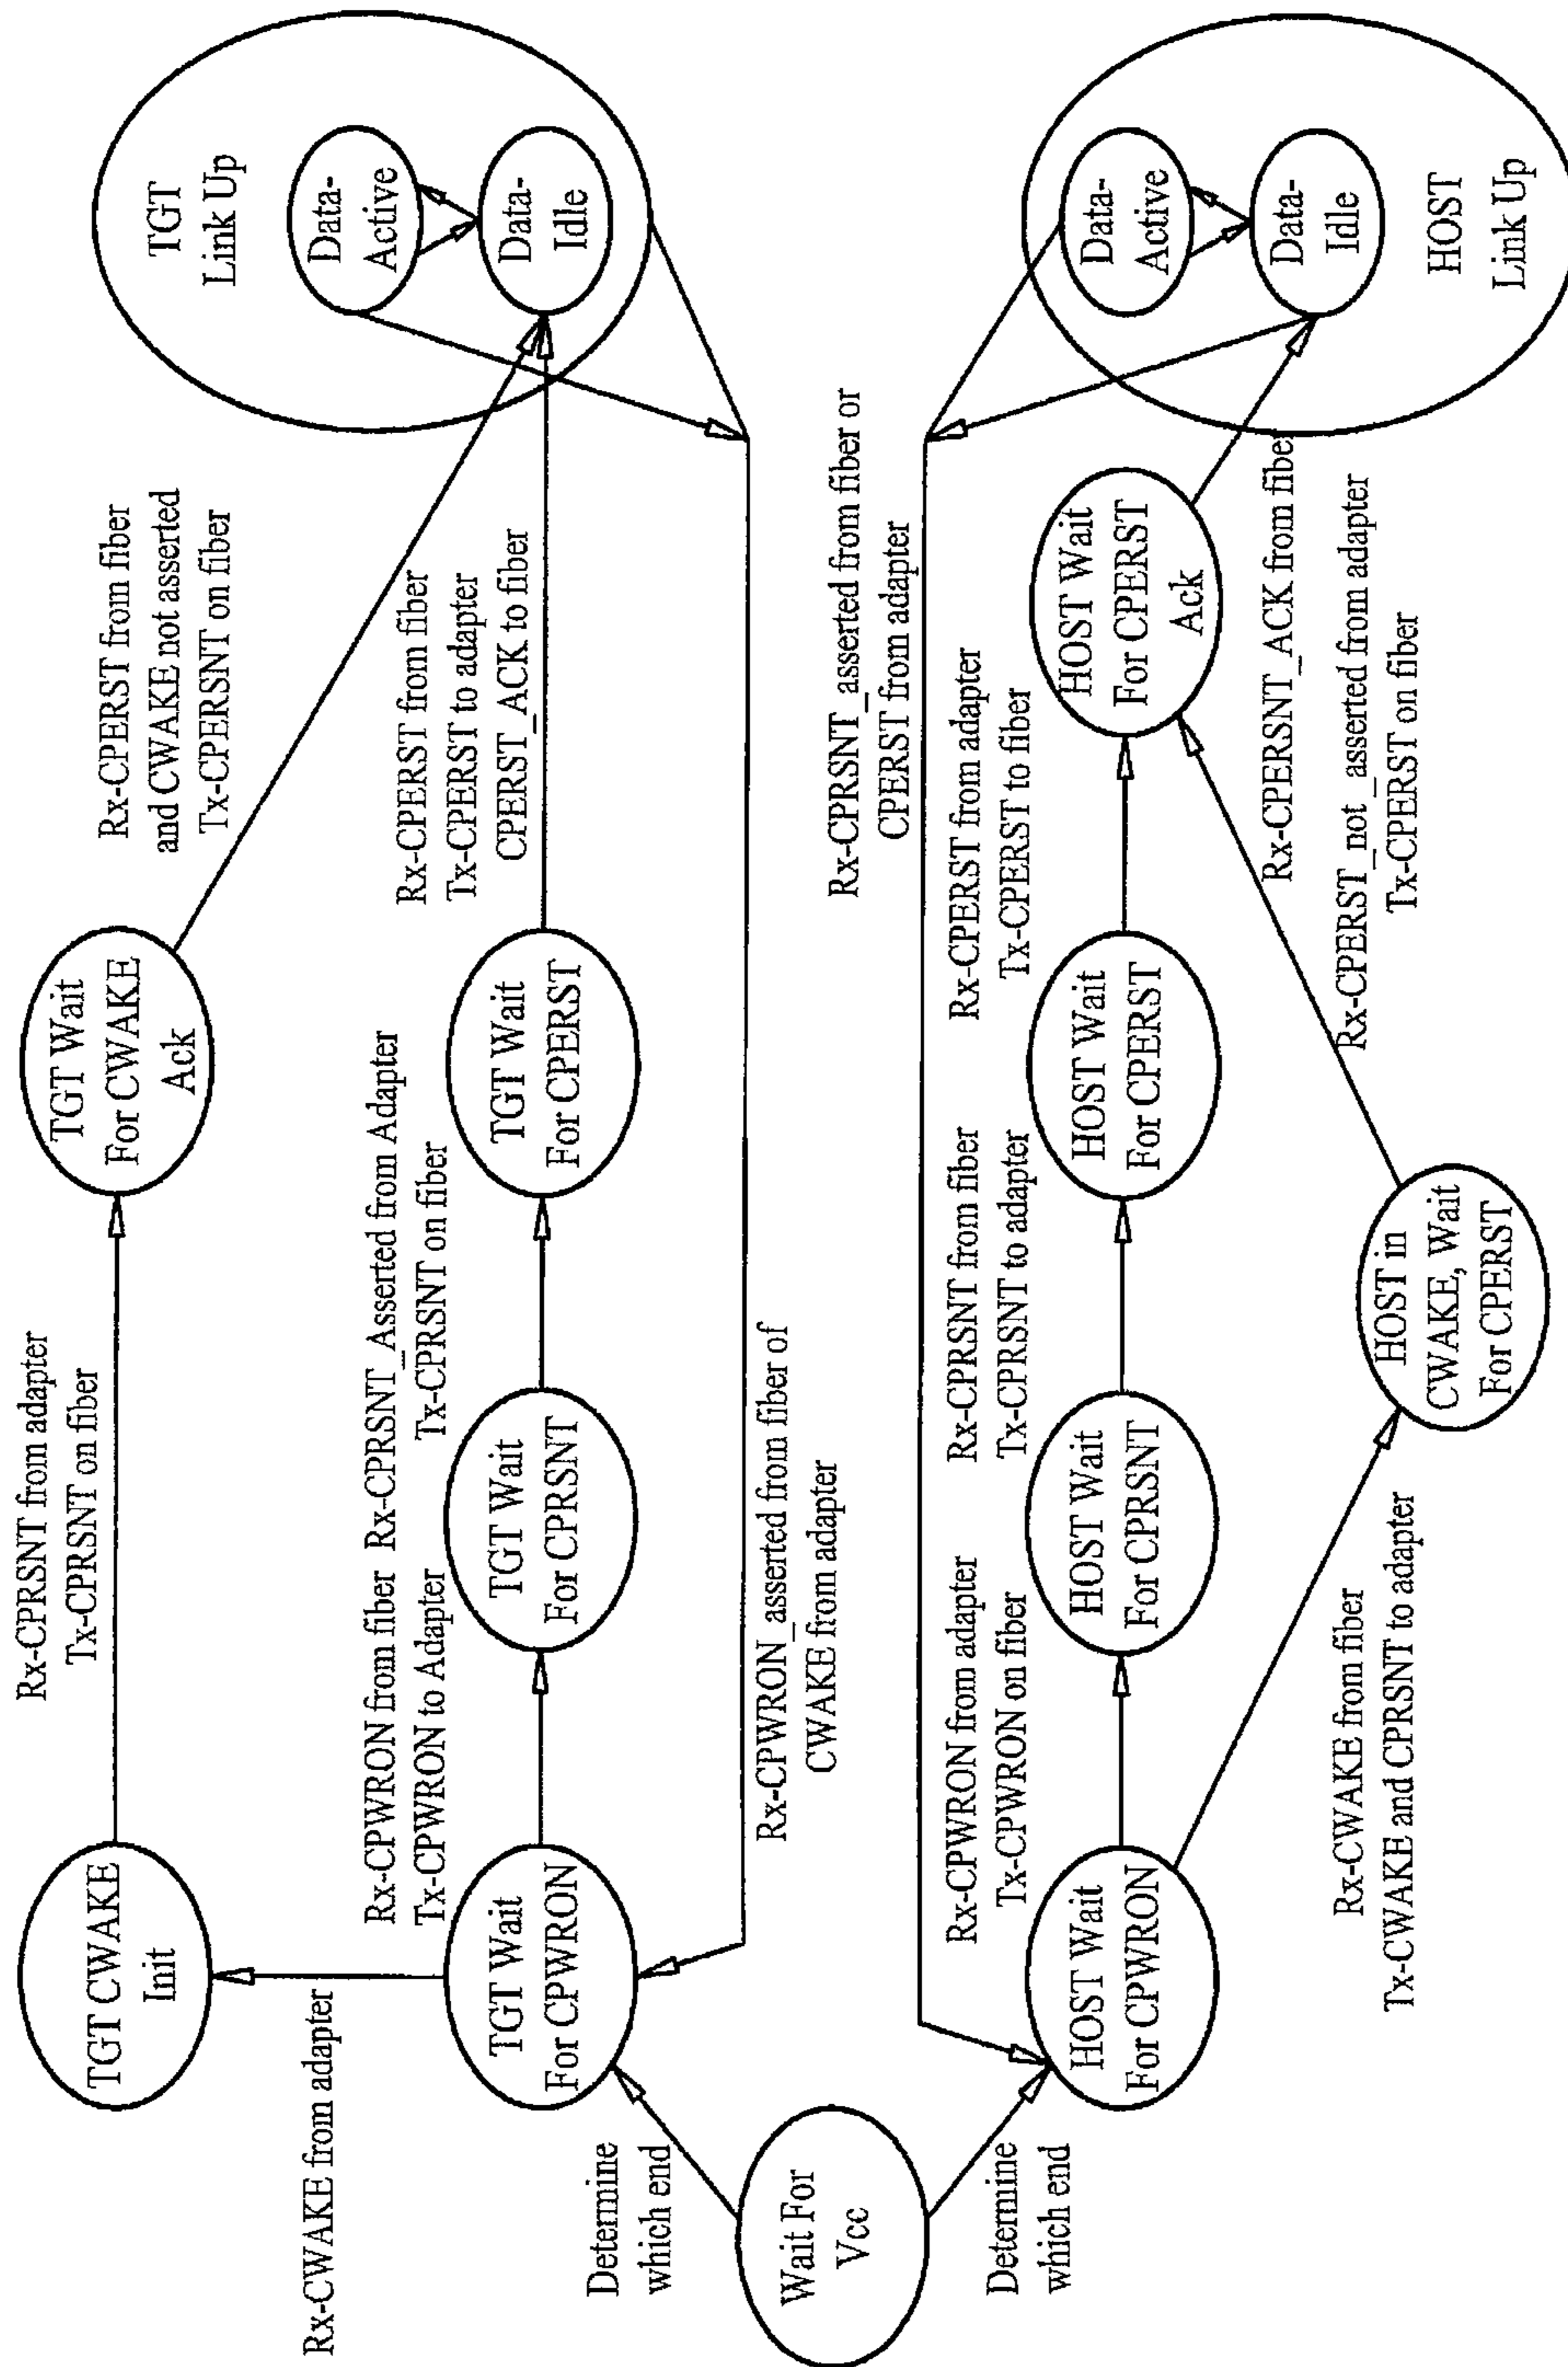 Rx-CWAKE from adapter
TGT CWAKE
Init
Rx-CPRSNT from adapter
Tx-CPRSNT on fiber
TGT Wait
For CWAKE
Ack
Rx-CPERST from fiber
and CWAKE not asserted
Tx-CPERSNT on fiber
TGT
Link Up
Data-
Active
Data-
Idle
Determine
which end
TGT Wait
For CPWRON
Rx-CPWRON from fiber
Tx-CPWRON to Adapter
TGT Wait
For CPRSNT
Rx-CPRSNT_Asserted from Adapter
Tx-CPRSNT on fiber
TGT Wait
For CPERST
Rx-CPERST from fiber
Tx-CPERST to adapter
CPERST_ACK to fiber
Wait For
Vcc
Rx-CPWRON_asserted from fiber of
CWAKE from adapter
Rx-CPRSNT_asserted from fiber or
CPERST from adapter
Determine
which end
HOST Wait
For CPWRON
Rx-CPWRON from adapter
Tx-CPWRON on fiber
HOST Wait
For CPRSNT
Rx-CPRSNT from fiber
Tx-CPRSNT to adapter
HOST Wait
For CPERST
Rx-CPERST from adapter
Tx-CPERST to fiber
HOST Wait
For CPERST
Ack
Rx-CPERSNT_ACK from fiber
Data-
Active
Data-
Idle
HOST
Link Up
Rx-CWAKE from fiber
Tx-CWAKE and CPRSNT to adapter
HOST in
CWAKE, Wait
For CPERST
Rx-CPERST_not_asserted from adapter
Tx-CPERST on fiber